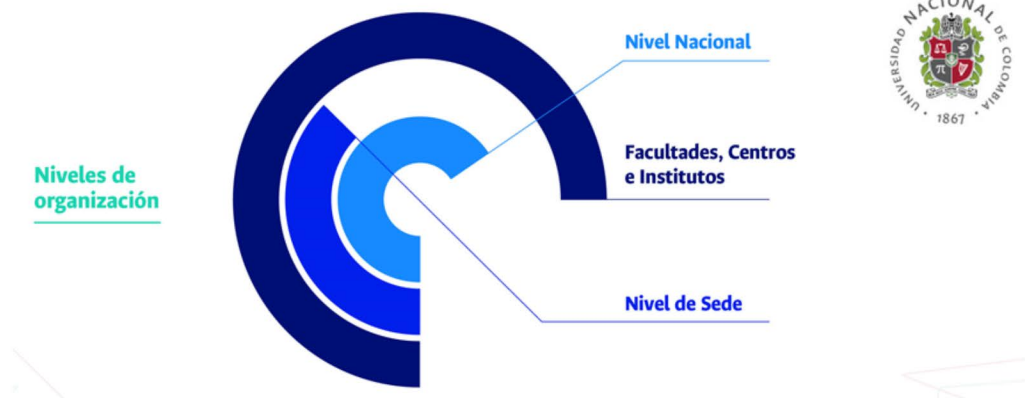 Niveles de
organización
Nivel Nacional
Facultades, Centros
e Institutos
Nivel de Sede
UNIVERSIDAD NACIONAL DE COLOMBIA
1867